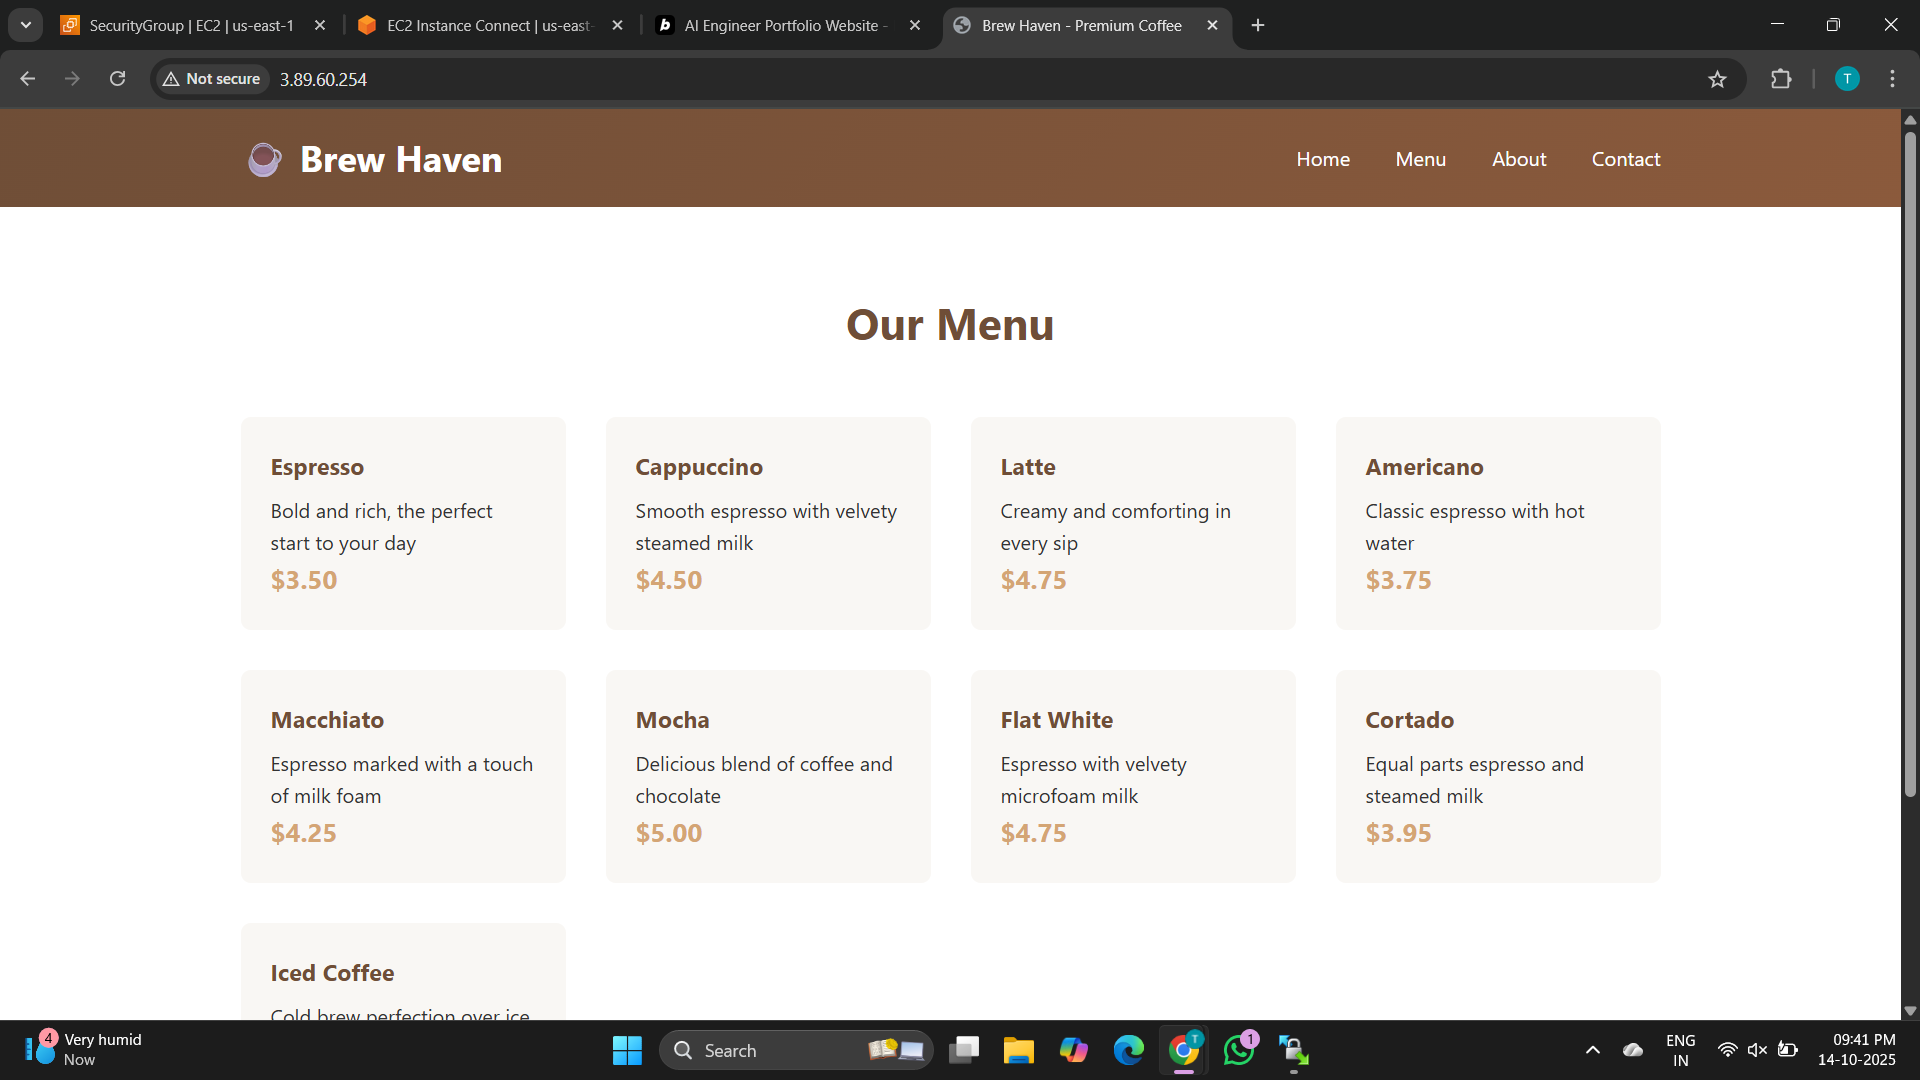 SecurityGroup | EC2 | us-east-1
EC2 Instance Connect | us-east-
AI Engineer Portfolio Website -
Brew Haven - Premium Coffee
Not secure
3.89.60.254
T
Brew Haven
Home
Menu
About
Contact
Our Menu
Espresso
Bold and rich, the perfect
start to your day
$3.50
Cappuccino
Smooth espresso with velvety
steamed milk
$4.50
Latte
Creamy and comforting in
every sip
$4.75
Americano
Classic espresso with hot
water
$3.75
Macchiato
Espresso marked with a touch
of milk foam
$4.25
Mocha
Delicious blend of coffee and
chocolate
$5.00
Flat White
Espresso with velvety
microfoam milk
$4.75
Cortado
Equal parts espresso and
steamed milk
$3.95
Iced Coffee
Cold brew perfection over ice
4
Very humid
Now
Search
T
1
ENG
IN
09:41 PM
14-10-2025